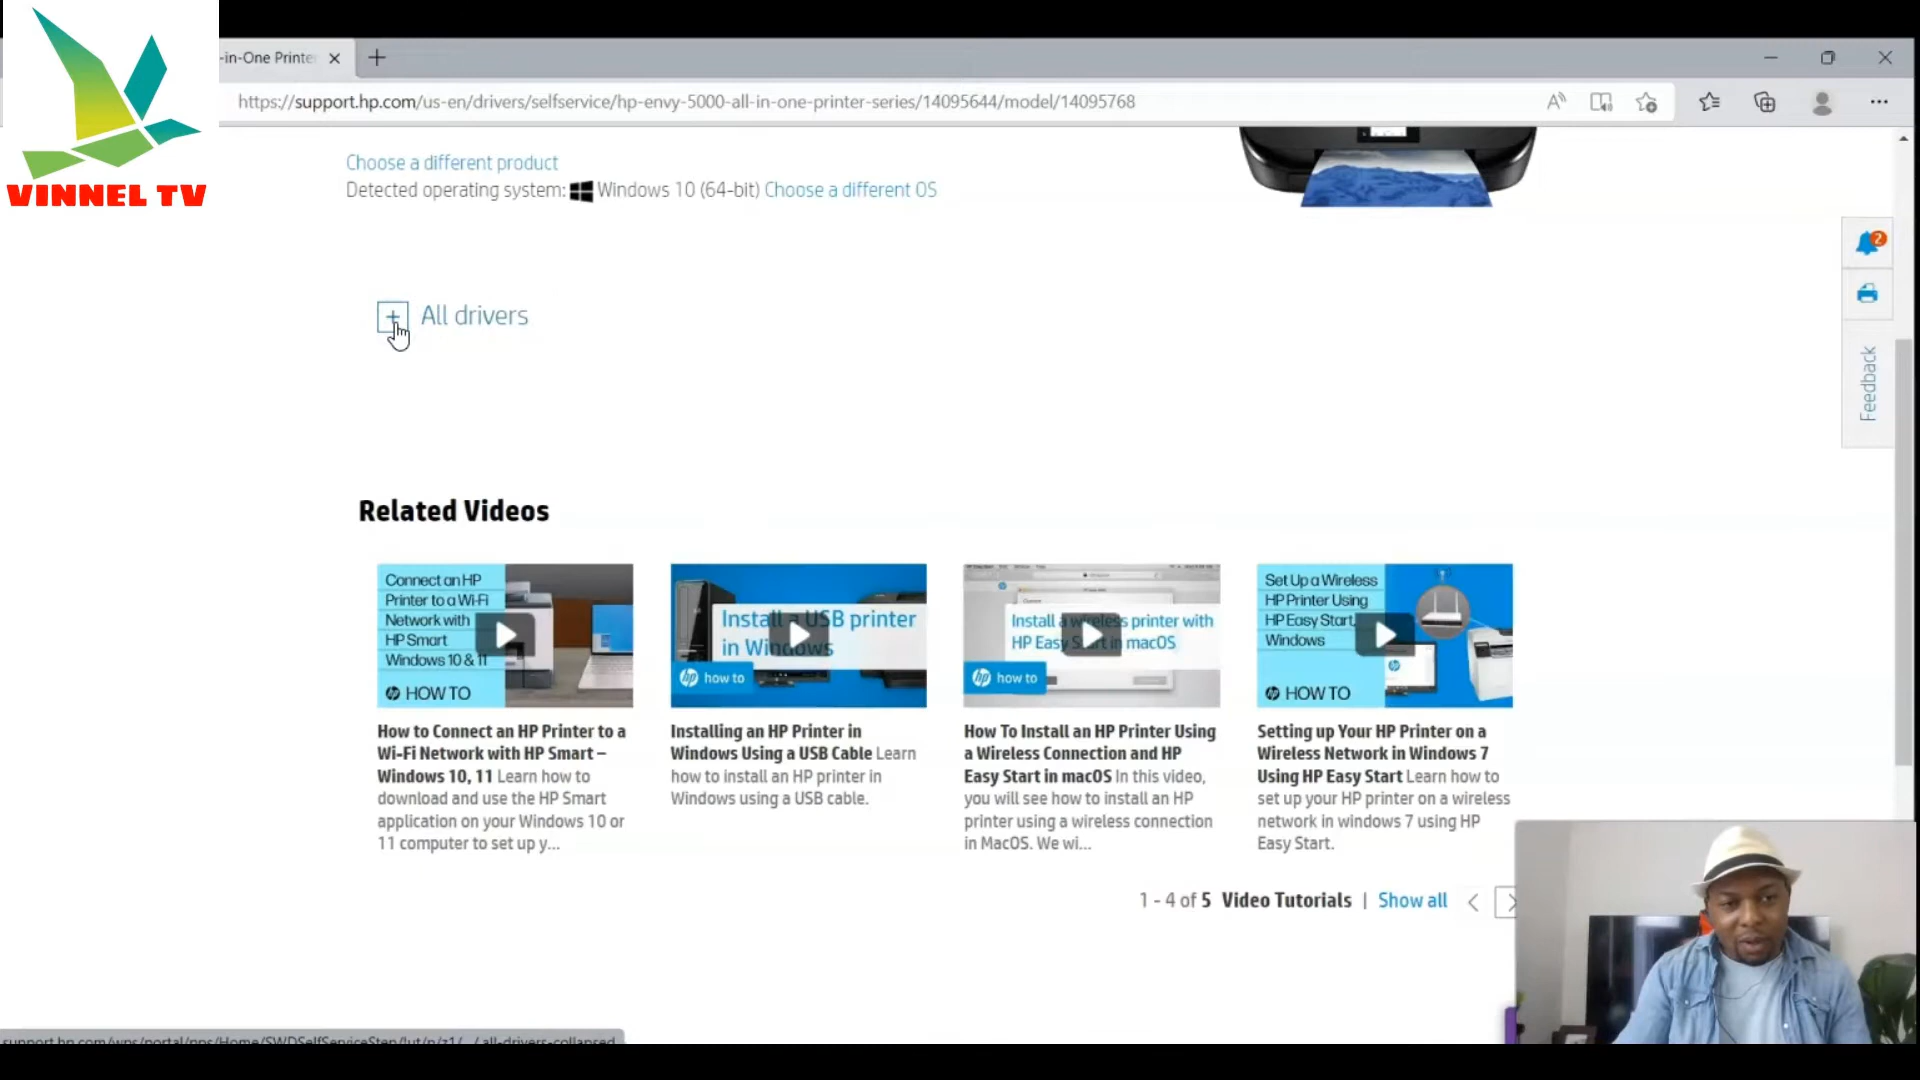 -in-One Printer
https://support.hp.com/us-en/drivers/selfservice/hp-envy-5000-all-in-one-printer-series/14095644/model/14095768
VINNEL TV
Choose a different product
Detected operating system: Windows 10 (64-bit) Choose a different OS
2
All drivers
Feedback
Related Videos
Connect an HP
Printer to a Wi-Fi
Network with
HP Smart
Windows 10 & 11
HOW TO
Install a USB printer
in Windows
hp how to
Install a wireless printer with
HP Easy Start in macOS
hp how to
Set Up a Wireless
HP Printer Using
HP Easy Start,
Windows
HOW TO
How to Connect an HP Printer to a
Wi-Fi Network with HP Smart –
Windows 10, 11 Learn how to
download and use the HP Smart
application on your Windows 10 or
11 computer to set up y...
Installing an HP Printer in
Windows Using a USB Cable Learn
how to install an HP printer in
Windows using a USB cable.
How To Install an HP Printer Using
a Wireless Connection and HP
Easy Start in macOS In this video,
you will see how to install an HP
printer using a wireless connection
in MacOS. We wi...
Setting up Your HP Printer on a
Wireless Network in Windows 7
Using HP Easy Start Learn how to
set up your HP printer on a wireless
network in windows 7 using HP
Easy Start.
1 - 4 of 5 Video Tutorials | Show all